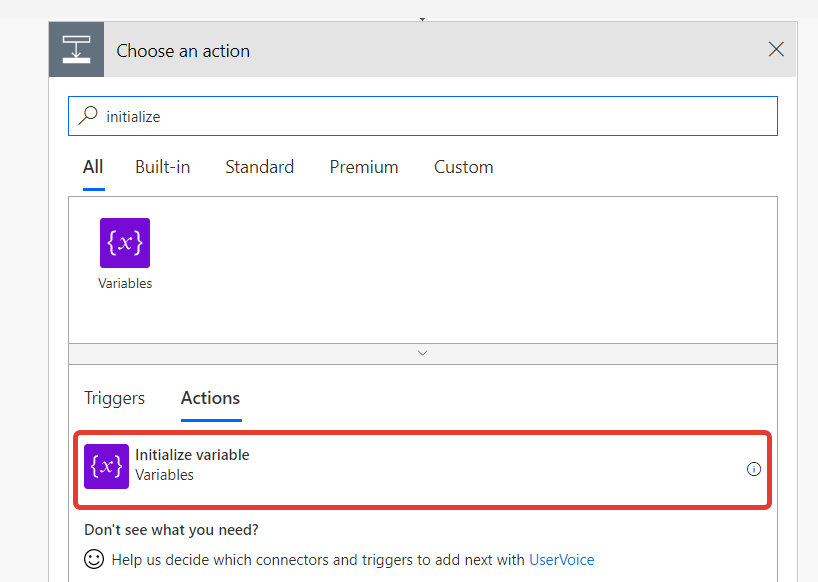 Choose an action
initialize
All Built-in Standard Premium Custom
{x}
Variables
Triggers Actions
{x} Initialize variable
Variables
Don't see what you need?
Help us decide which connectors and triggers to add next with UserVoice